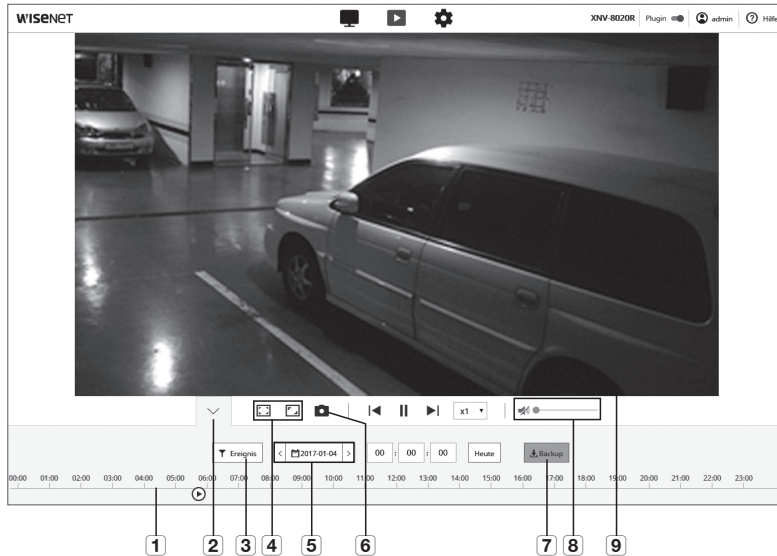 WISENET XNV-8020R Plugin admin ? Hilfe
x1
Ereignis < 2017-01-04 > 00 : 00 : 00 Heute Backup
00:00 01:00 02:00 03:00 04:00 05:00 06:00 07:00 08:00 09:00 10:00 11:00 12:00 13:00 14:00 15:00 16:00 17:00 18:00 19:00 20:00 21:00 22:00 23:00
1 2 3 4 5 6 7 8 9